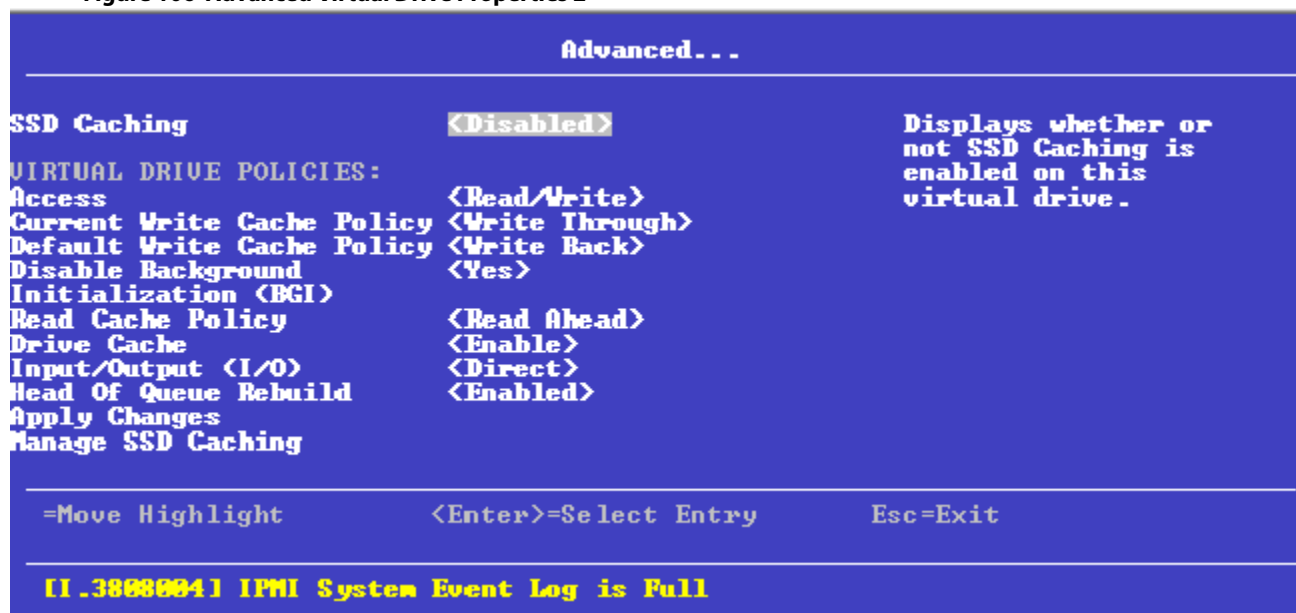 Advanced...
SSD Caching <Disabled>
Displays whether or
not SSD Caching is
enabled on this
virtual drive.
VIRTUAL DRIVE POLICIES:
Access <Read/Write>
Current Write Cache Policy <Write Through>
Default Write Cache Policy <Write Back>
Disable Background <Yes>
Initialization (BGI)
Read Cache Policy <Read Ahead>
Drive Cache <Enable>
Input/Output (I/O) <Direct>
Head Of Queue Rebuild <Enabled>
Apply Changes
Manage SSD Caching
=Move Highlight <Enter>=Select Entry Esc=Exit
[I.3808004] IPMI System Event Log is Full